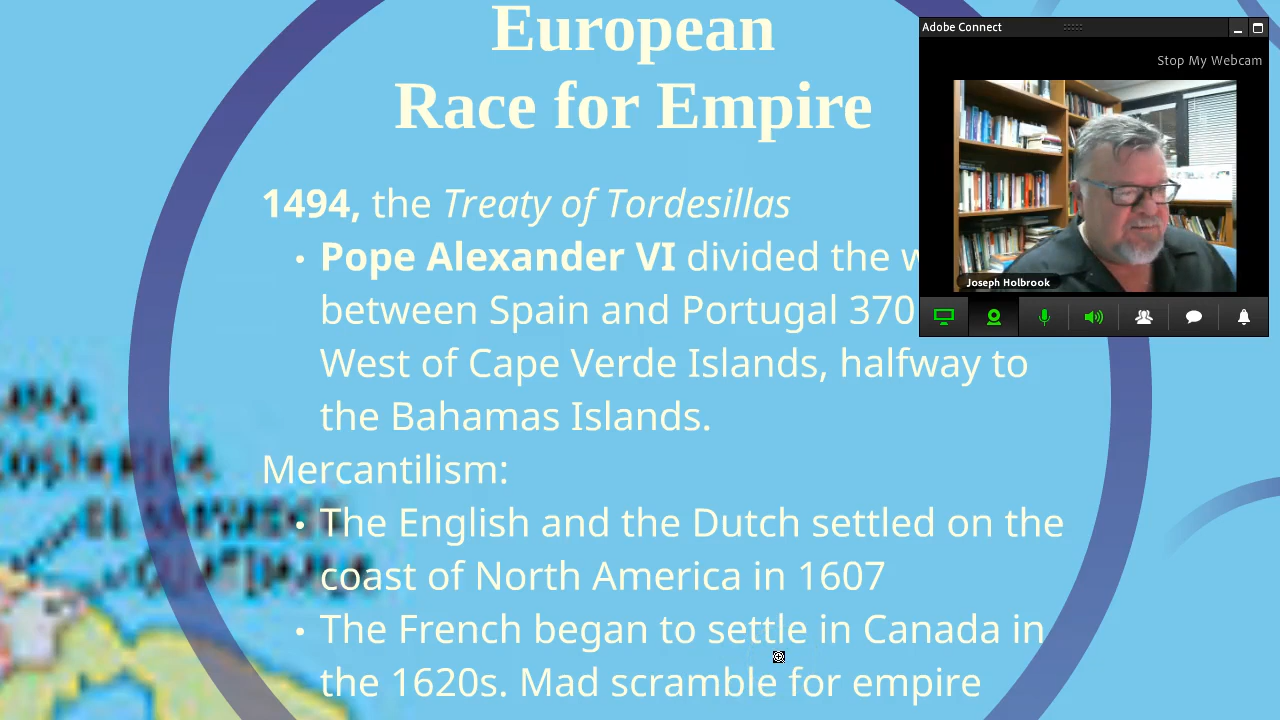 European
Race for Empire
Adobe Connect
Stop My Webcam
Joseph Holbrook
1494, the Treaty of Tordesillas
• Pope Alexander VI divided the
between Spain and Portugal 370
West of Cape Verde Islands, halfway to
the Bahamas Islands.
Mercantilism:
• The English and the Dutch settled on the
coast of North America in 1607
• The French began to settle in Canada in
the 1620s. Mad scramble for empire
EL SALVADOR